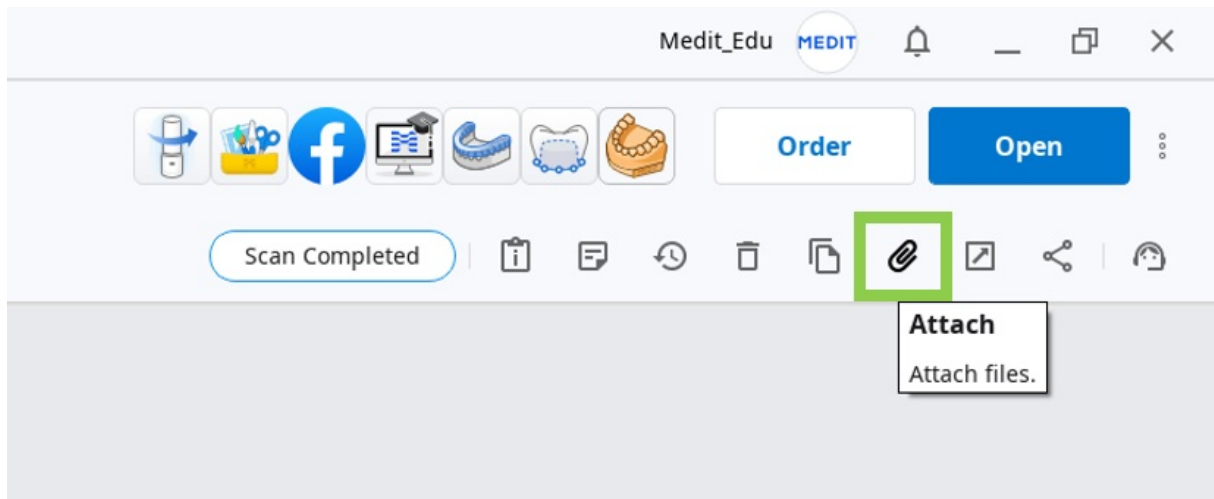 Medit_Edu MEDIT
Order Open
Scan Completed
Attach
Attach files.